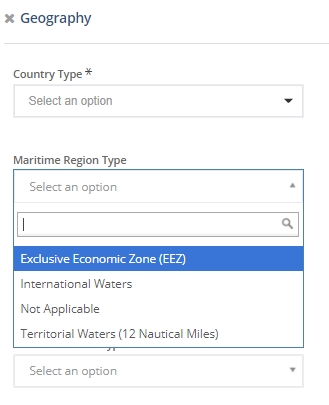 Geography
Country Type *
Select an option
Maritime Region Type
Select an option
Exclusive Economic Zone (EEZ)
International Waters
Not Applicable
Territorial Waters (12 Nautical Miles)
Select an option